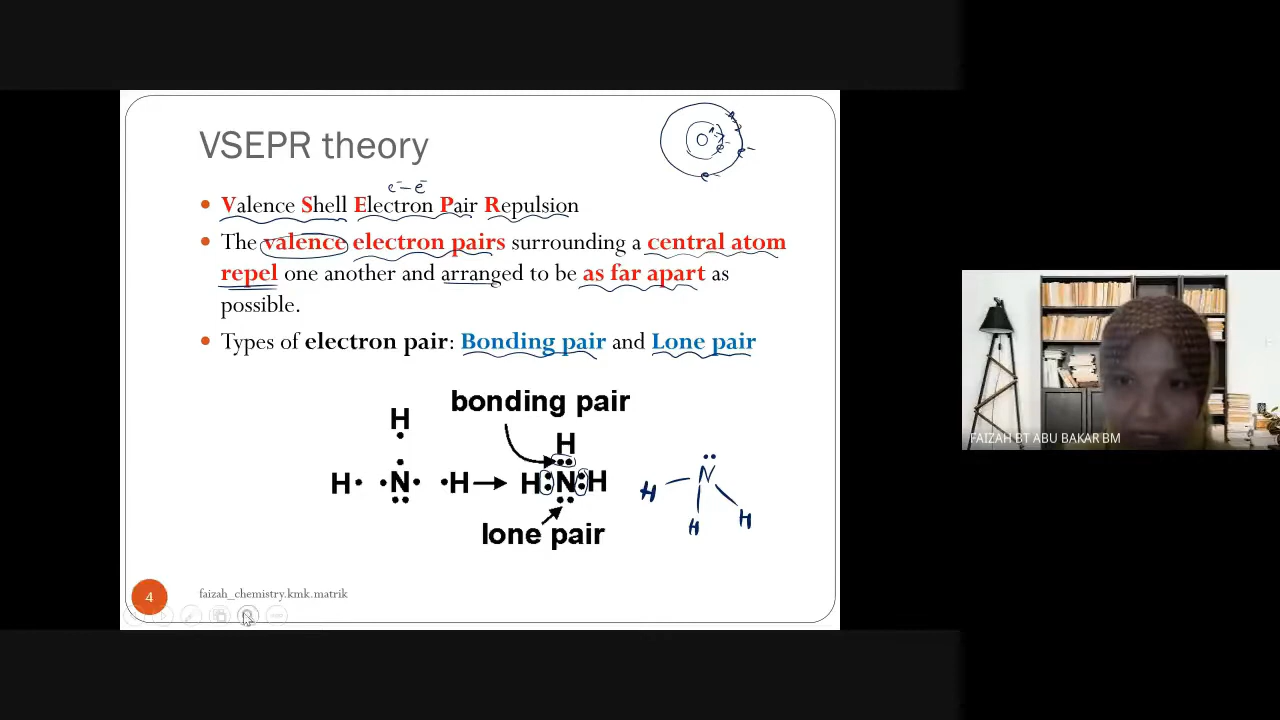 VSEPR theory
e⁻–e⁻
• Valence Shell Electron Pair Repulsion
• The valence electron pairs surrounding a central atom
repel one another and arranged to be as far apart as
possible.
• Types of electron pair: Bonding pair and Lone pair
e⁻
e⁻
e⁻
bonding pair
H
H
H• •N• •H → H:N:H
lone pair
N
H
H
H
4
faizah_chemistry.kmk.matrik
FAIZAH BT ABU BAKAR BM